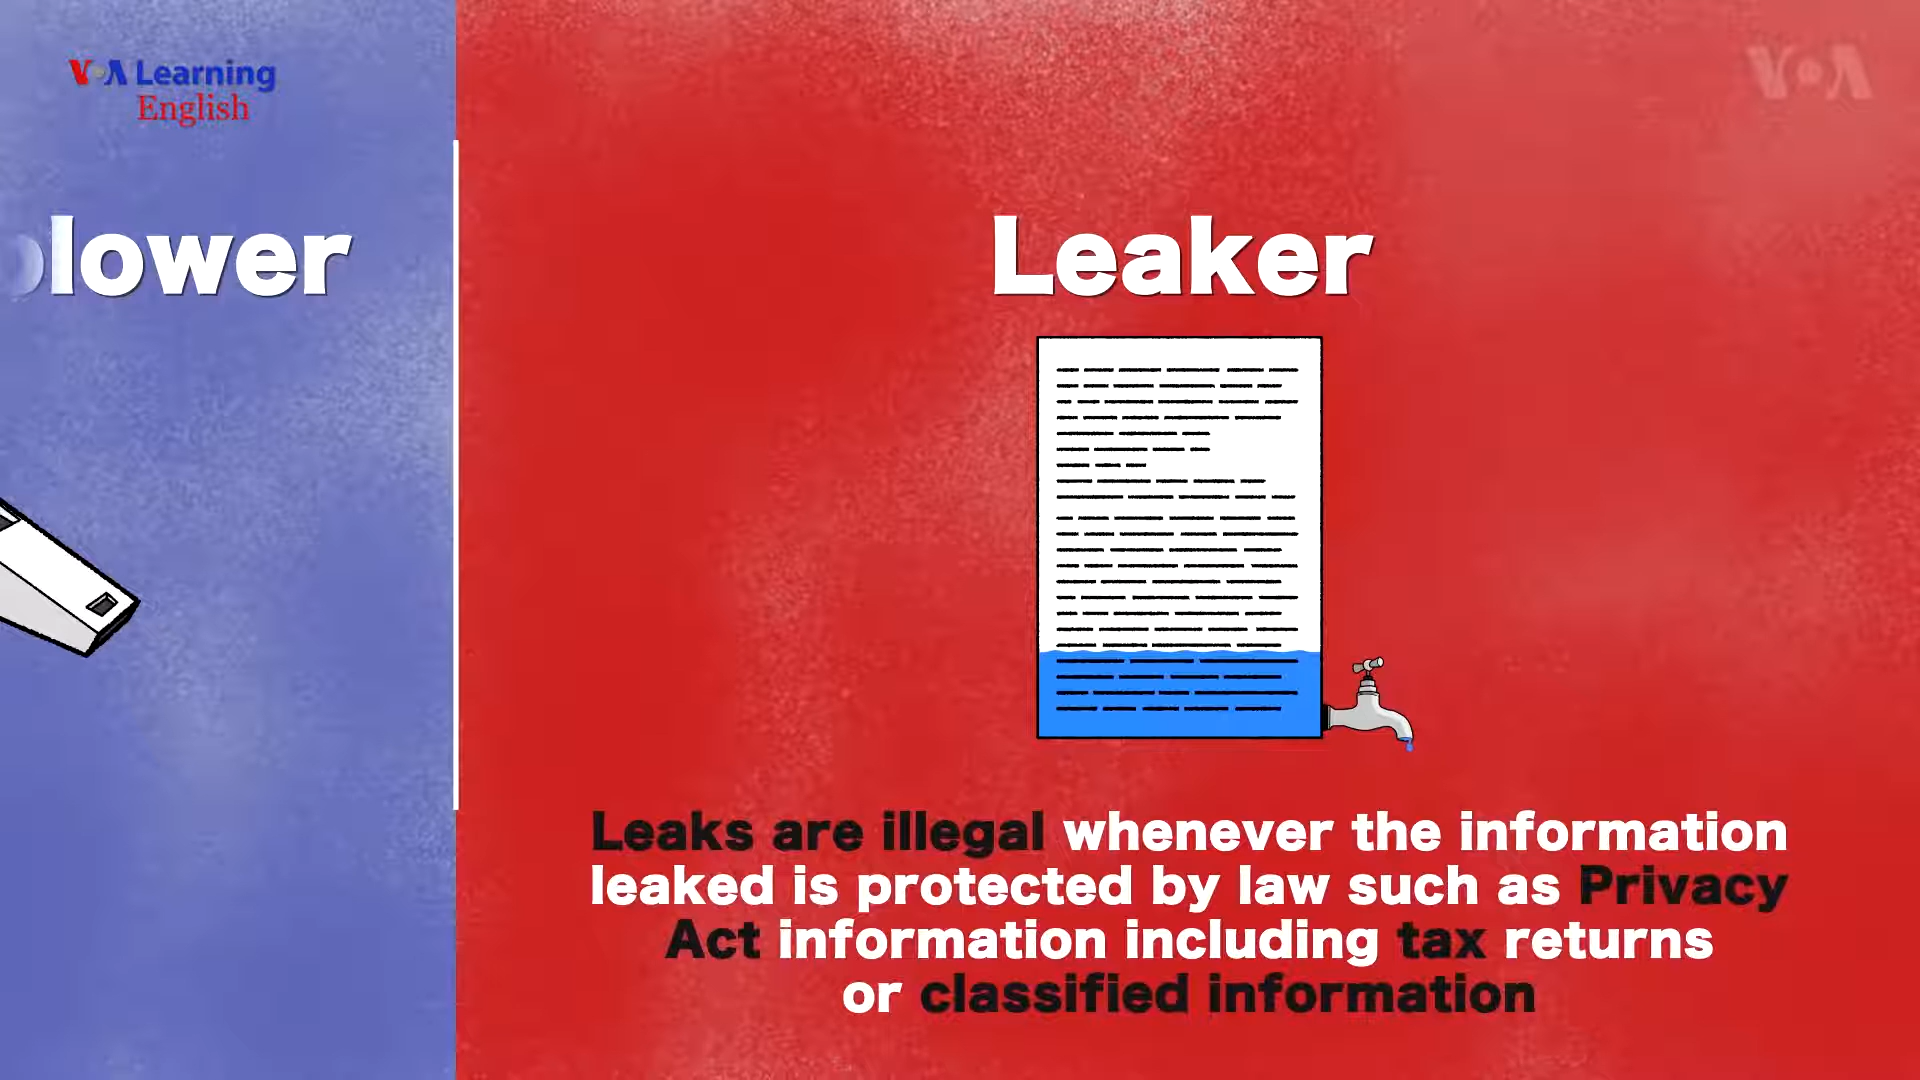 VOA Learning
English
VOA
lower
Leaker
Leaks are illegal whenever the information
leaked is protected by law such as Privacy
Act information including tax returns
or classified information